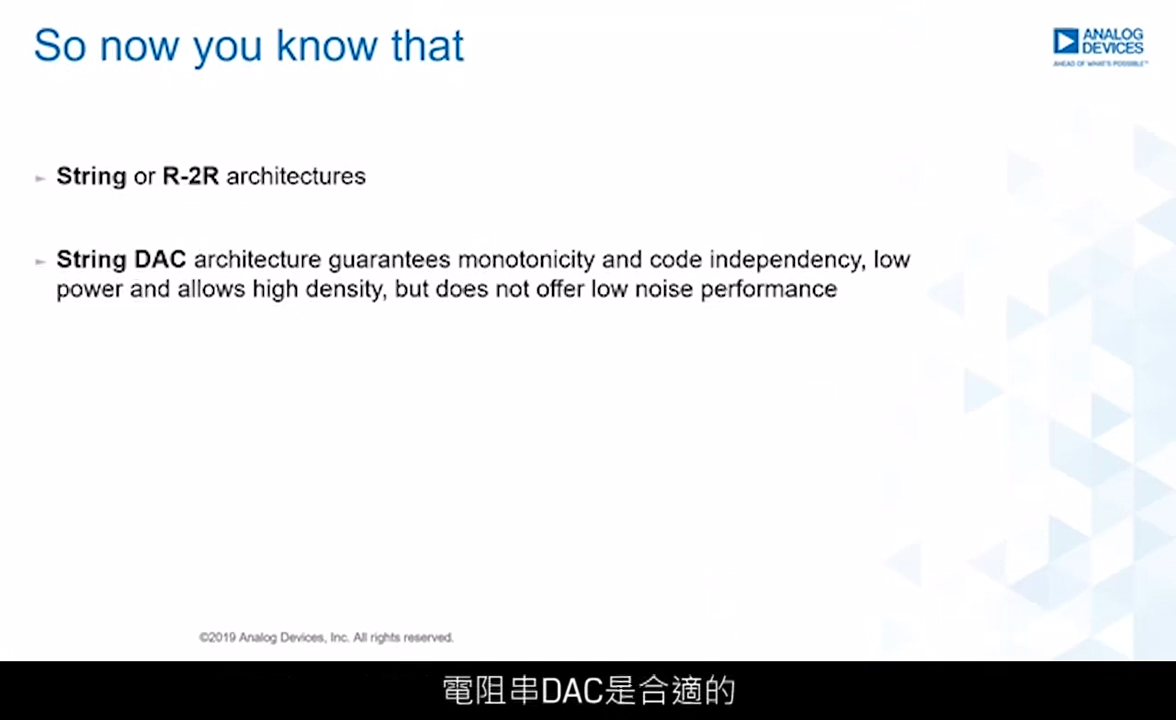 So now you know that
ANALOG
DEVICES
AHEAD OF WHAT'S POSSIBLE™
► String or R-2R architectures
► String DAC architecture guarantees monotonicity and code independency, low
power and allows high density, but does not offer low noise performance
©2019 Analog Devices, Inc. All rights reserved.
電阻串DAC是合適的